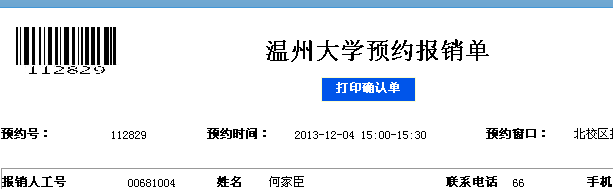 112829
温州大学预约报销单
打印确认单
预约号： 112829 预约时间： 2013-12-04 15:00-15:30 预约窗口： 北校区
报销人工号 00681004 姓名 何家臣 联系电话 66 手机